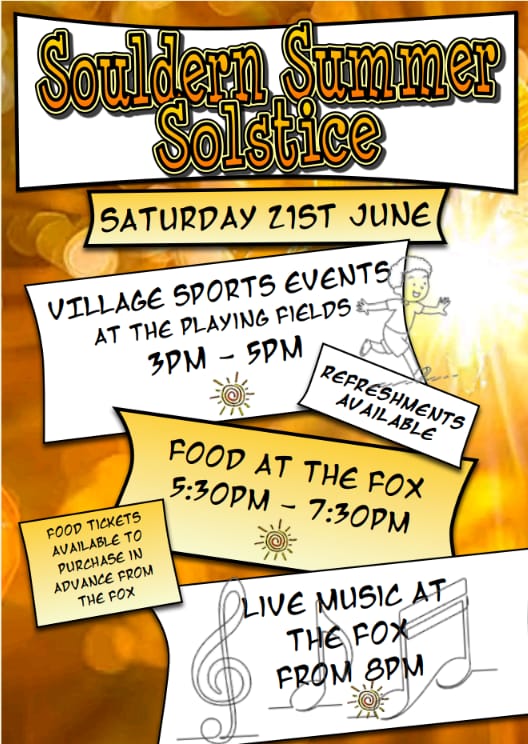 Souldern Summer
Solstice
SATURDAY 21ST JUNE
VILLAGE SPORTS EVENTS
AT THE PLAYING FIELDS
3PM – 5PM
REFRESHMENTS
AVAILABLE
FOOD AT THE FOX
5:30PM – 7:30PM
FOOD TICKETS
AVAILABLE TO
PURCHASE IN
ADVANCE FROM
THE FOX
LIVE MUSIC AT
THE FOX
FROM 8PM